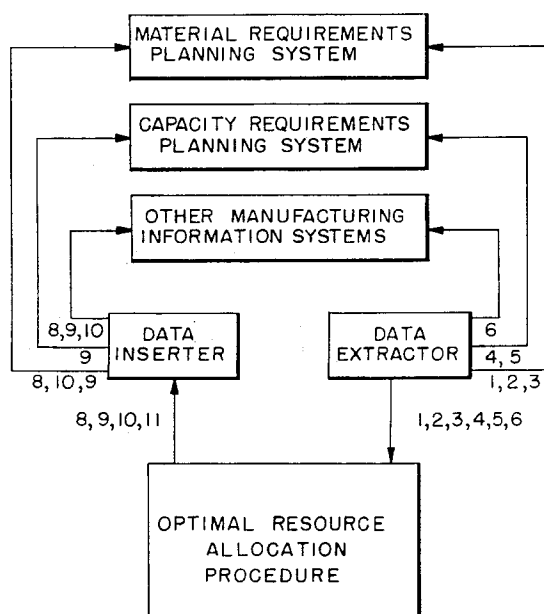 MATERIAL REQUIREMENTS
PLANNING SYSTEM
CAPACITY REQUIREMENTS
PLANNING SYSTEM
OTHER MANUFACTURING
INFORMATION SYSTEMS
8,9,10
9
8,10,9
DATA
INSERTER
DATA
EXTRACTOR
6
4, 5
1,2,3
8, 9,10,11
1,2,3,4,5,6
OPTIMAL RESOURCE
ALLOCATION
PROCEDURE